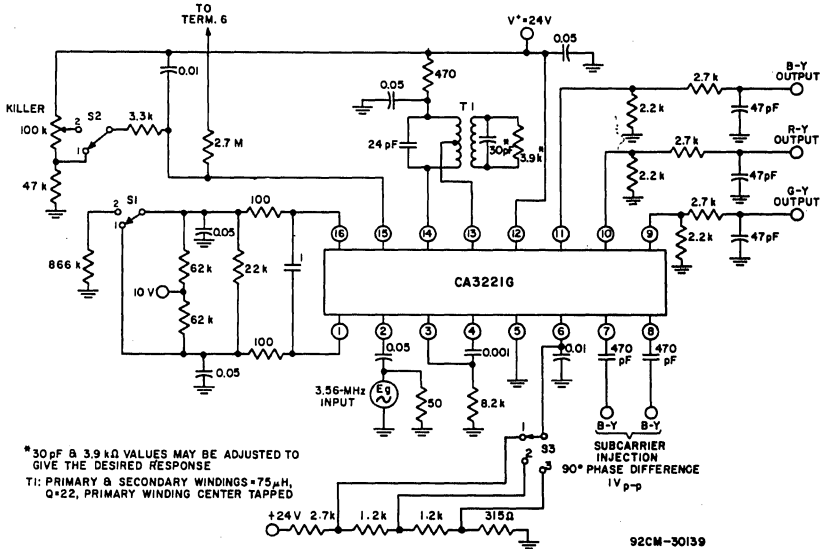 TO
TERM. 6
V+=24V
0.05
0.01
470
0.05
T1
24 pF
30pF*
3.9k*
KILLER
100k
2
S2
1
3.3k
47 k
2.7 M
2.7k
B-Y
OUTPUT
2.2k
47pF
2.7k
R-Y
OUTPUT
2.2k
47pF
2.7k
G-Y
OUTPUT
2.2k
47pF
2
S1
1
866 k
0.05
100
62 k
22k
1
10 V
62 k
100
0.05
16
15
14
13
12
11
10
9
CA3221G
1
2
3
4
5
6
7
8
0.05
0.001
0.01
470
pF
470
pF
Eg
3.56-MHz
INPUT
50
8.2k
B-Y
B-Y
SUBCARRIER
INJECTION
90° PHASE DIFFERENCE
1Vp-p
1
S3
2
3
*30 pF & 3.9 kΩ VALUES MAY BE ADJUSTED TO
GIVE THE DESIRED RESPONSE
T1: PRIMARY & SECONDARY WINDINGS=75µH,
Q=22, PRIMARY WINDING CENTER TAPPED
+24V
2.7k
1.2k
1.2k
315Ω
92CM-30139